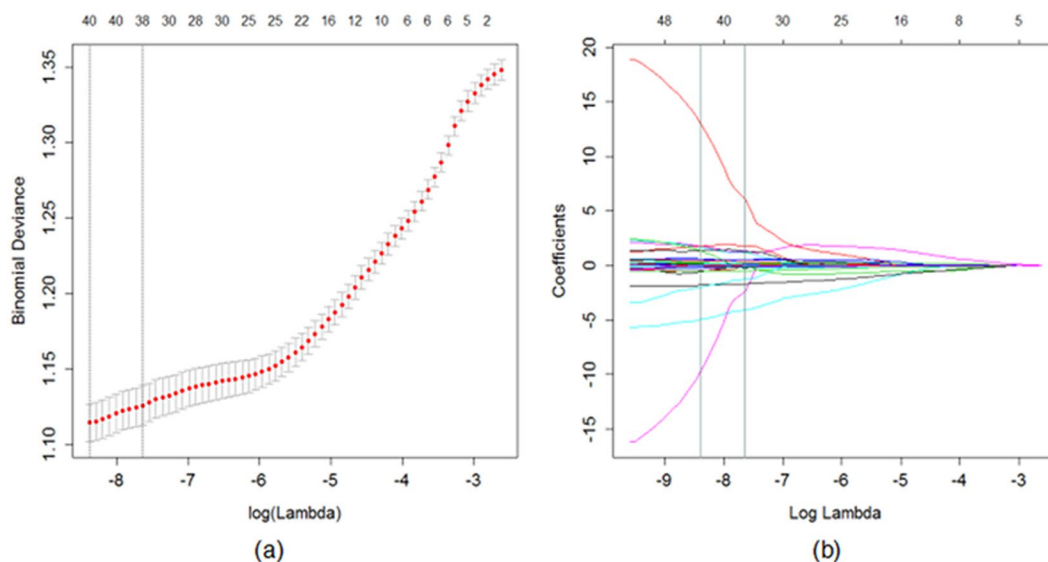 40 40 38 30 28 30 30 25 25 22 16 12 10 6 6 6 5 2
1.35
1.30
1.25
1.20
1.15
1.10
Binomial Deviance
-8 -7 -6 -5 -4 -3
log(Lambda)
(a)
48 40 30 25 16 8 5
20
15
10
5
0
-5
-10
-15
Coefficients
-9 -8 -7 -6 -5 -4 -3
Log Lambda
(b)